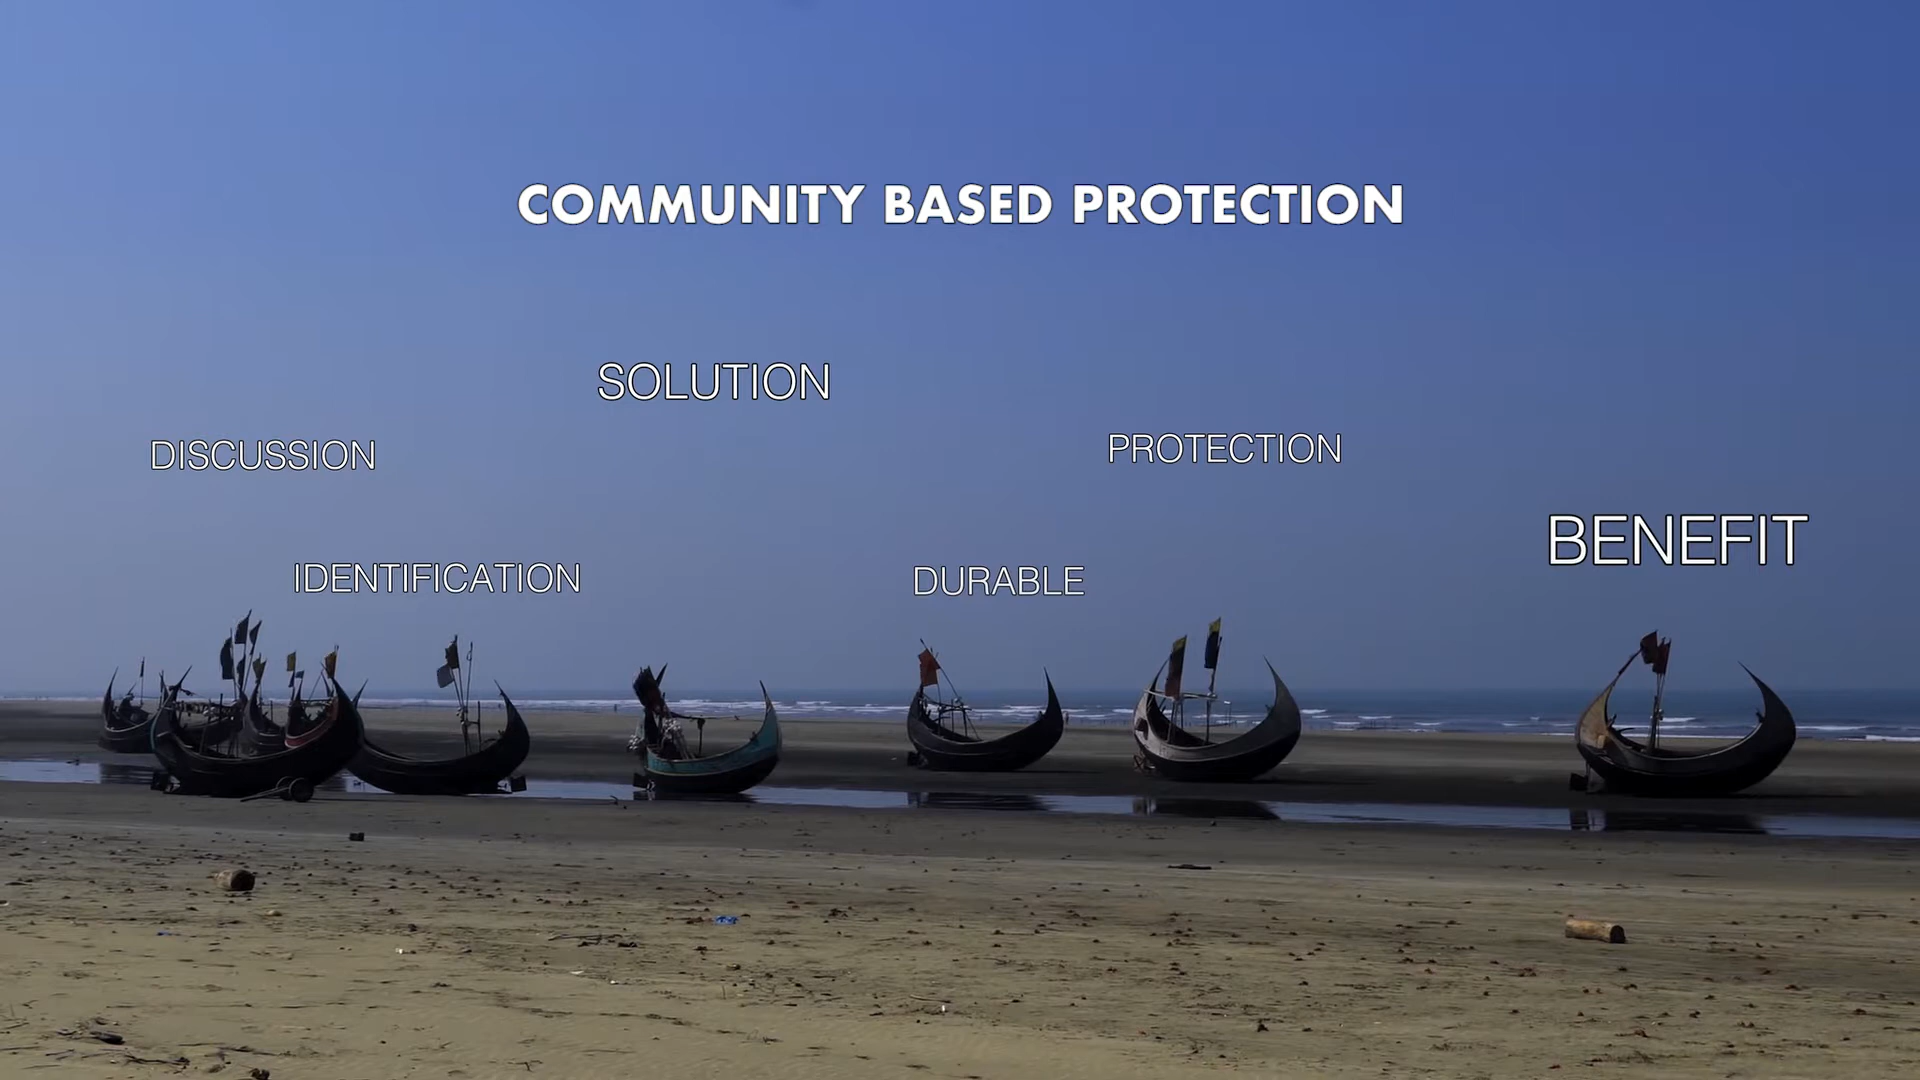 COMMUNITY BASED PROTECTION
SOLUTION
DISCUSSION
PROTECTION
BENEFIT
IDENTIFICATION
DURABLE